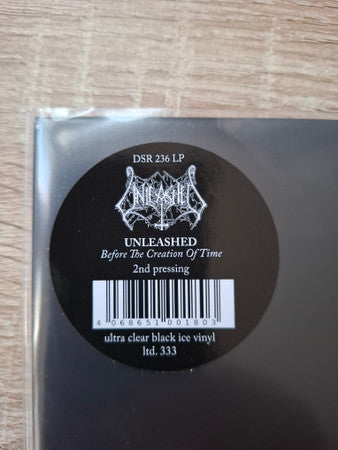 DSR 236 LP
UNLEASHED
UNLEASHED
Before The Creation Of Time
2nd pressing
4 068651 001803
ultra clear black ice vinyl
ltd. 333